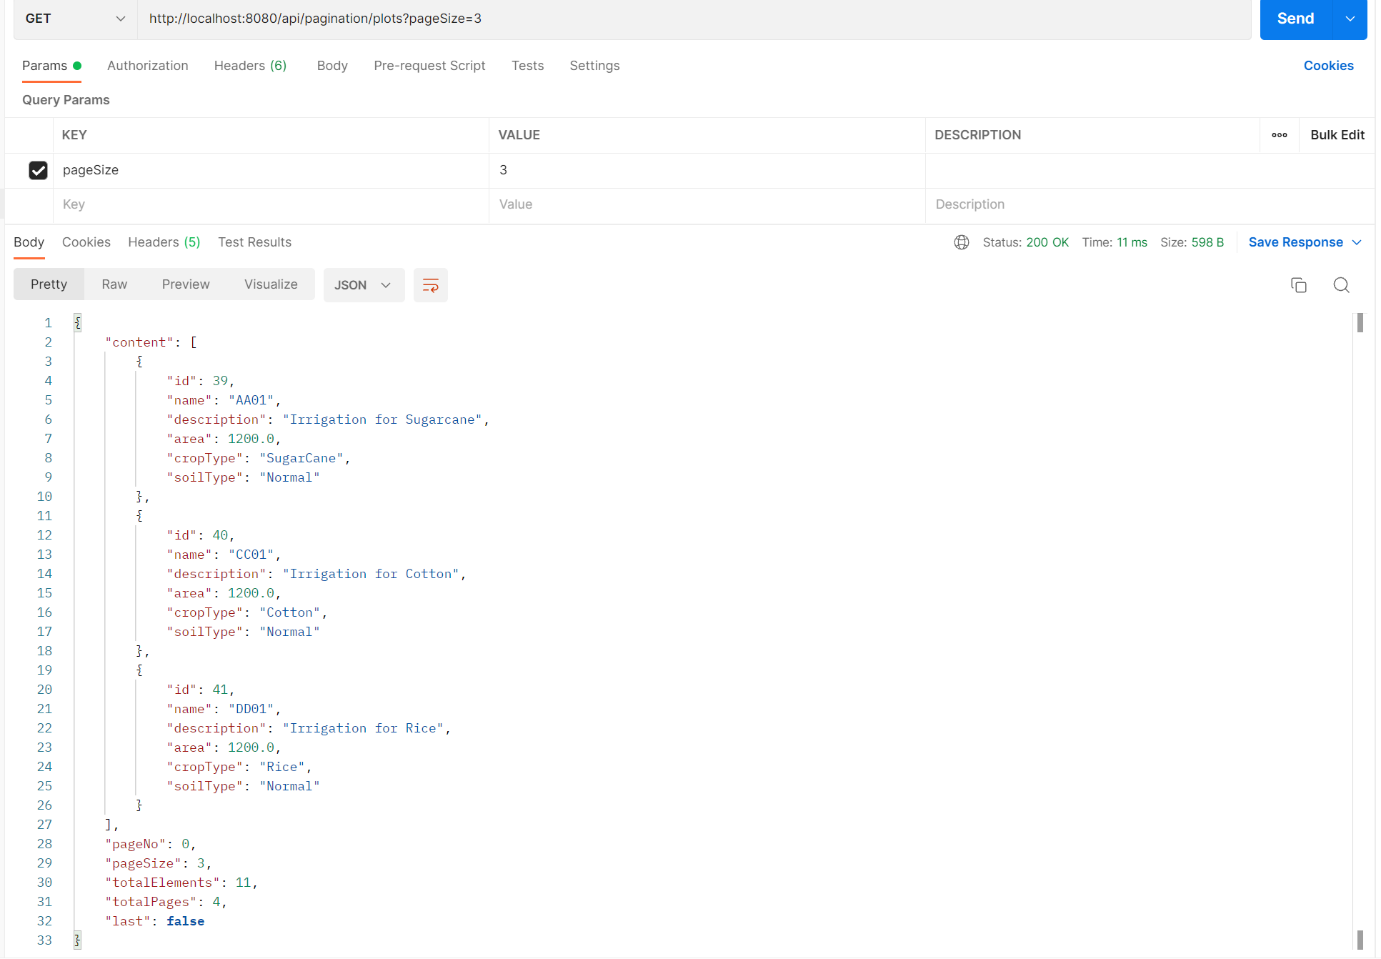 GET http://localhost:8080/api/pagination/plots?pageSize=3 Send
Params Authorization Headers (6) Body Pre-request Script Tests Settings Cookies
Query Params
KEY VALUE DESCRIPTION Bulk Edit
pageSize 3
Key Value Description
Body Cookies Headers (5) Test Results Status: 200 OK Time: 11 ms Size: 598 B Save Response
Pretty Raw Preview Visualize JSON
1 {
2 "content": [
3 {
4 "id": 39,
5 "name": "AA01",
6 "description": "Irrigation for Sugarcane",
7 "area": 1200.0,
8 "cropType": "SugarCane",
9 "soilType": "Normal"
10 },
11 {
12 "id": 40,
13 "name": "CC01",
14 "description": "Irrigation for Cotton",
15 "area": 1200.0,
16 "cropType": "Cotton",
17 "soilType": "Normal"
18 },
19 {
20 "id": 41,
21 "name": "DD01",
22 "description": "Irrigation for Rice",
23 "area": 1200.0,
24 "cropType": "Rice",
25 "soilType": "Normal"
26 }
27 ],
28 "pageNo": 0,
29 "pageSize": 3,
30 "totalElements": 11,
31 "totalPages": 4,
32 "last": false
33 }